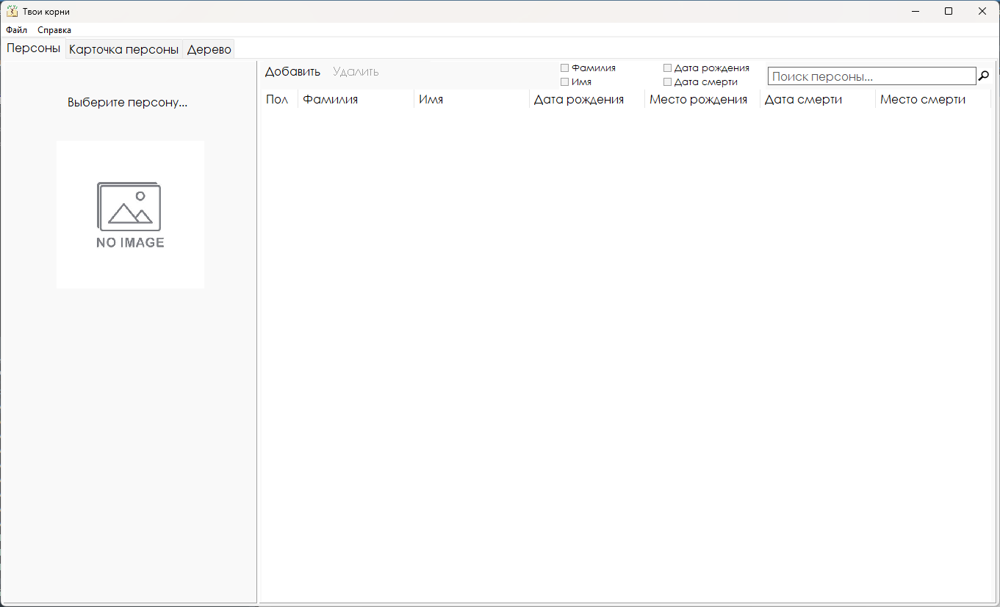 Твои корни
Файл Справка
Персоны Карточка персоны Дерево
Выберите персону...
NO IMAGE
Добавить Удалить
Фамилия Дата рождения
Имя Дата смерти
Поиск персоны...
Пол Фамилия Имя Дата рождения Место рождения Дата смерти Место смерти